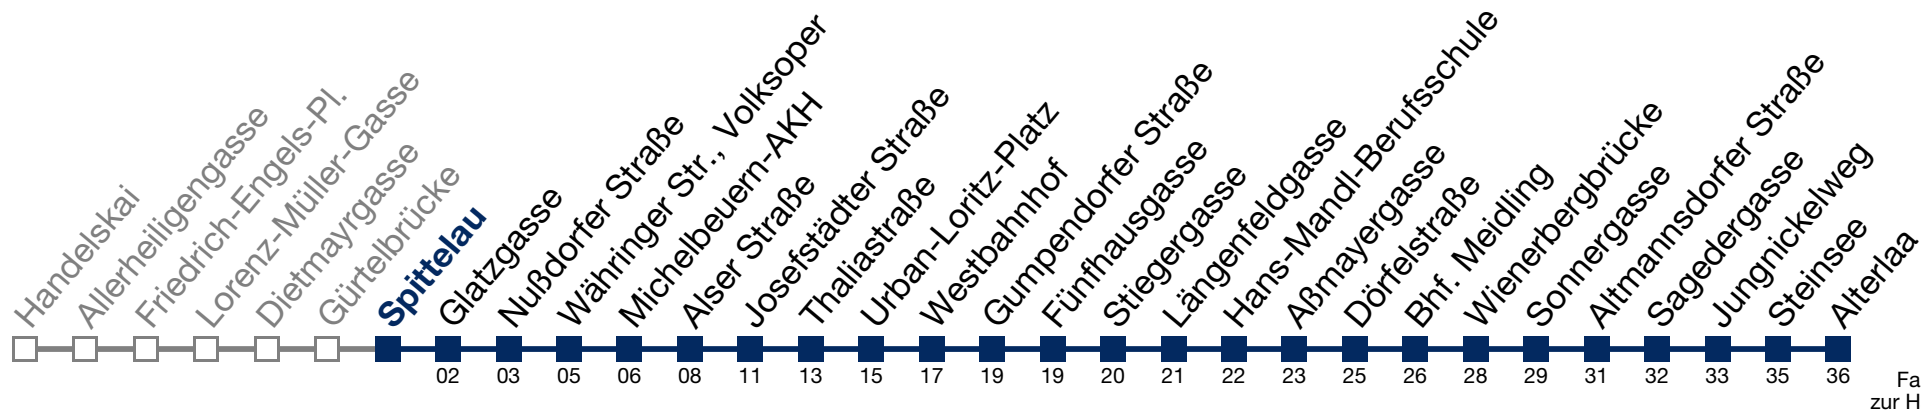 Handelskai
Allerheiligengasse
Friedrich-Engels-Pl.
Lorenz-Müller-Gasse
Dietmayrgasse
Gürtelbrücke
Spittelau
Glatzgasse
Nußdorfer Straße
Währinger Str., Volksoper
Michelbeuern-AKH
Alser Straße
Josefstädter Straße
Thaliastraße
Urban-Loritz-Platz
Westbahnhof
Gumpendorfer Straße
Fünfhausgasse
Stiegergasse
Längenfeldgasse
Hans-Mandl-Berufsschule
Aßmayergasse
Dörfelstraße
Bhf. Meidling
Wienerbergbrücke
Sonnergasse
Altmannsdorfer Straße
Sagedergasse
Jungnickelweg
Steinsee
Alterlaa
02 03 05 06 08 11 13 15 17 19 19 20 21 22 23 25 26 28 29 31 32 33 35 36
Fa
zur H